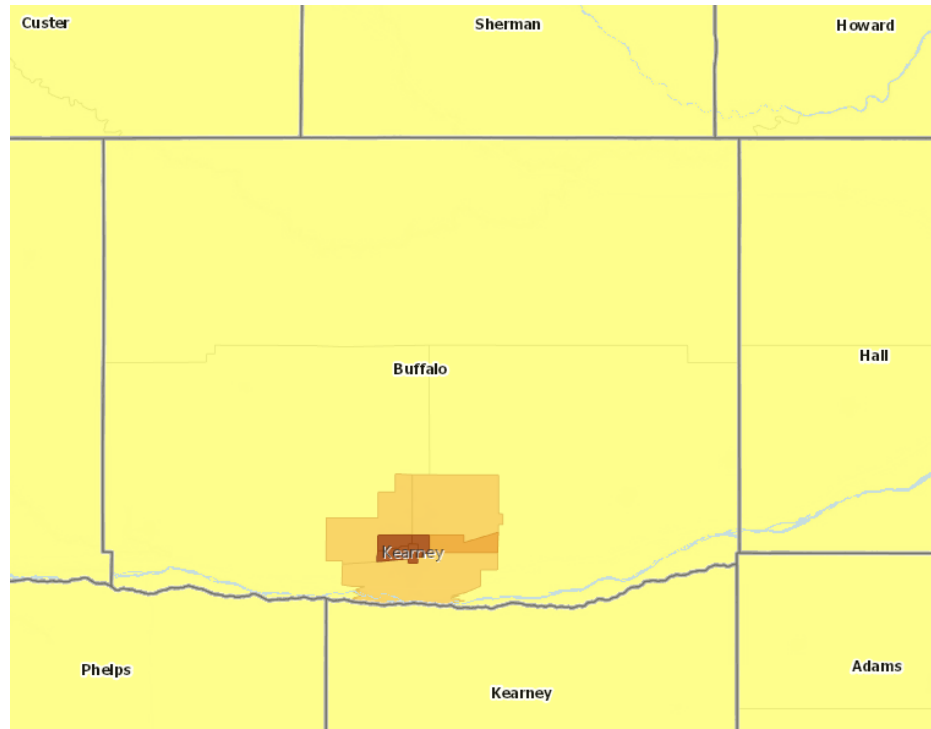 Custer
Sherman
Howard
Buffalo
Hall
Kearney
Phelps
Kearney
Adams